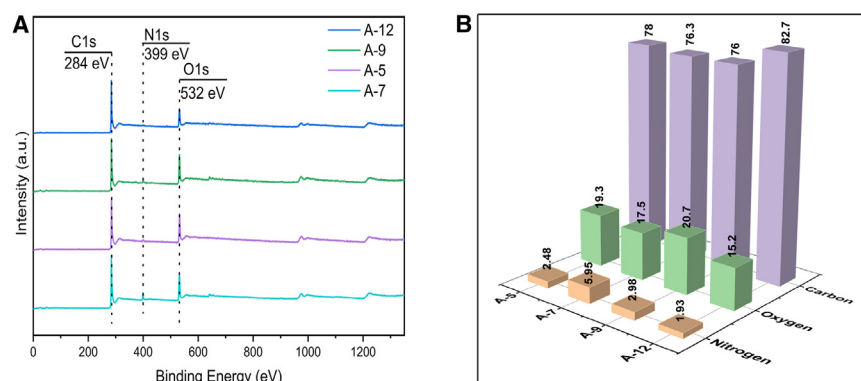 A
C1s
284 eV
N1s
399 eV
O1s
532 eV
A-12
A-9
A-5
A-7
Intensity (a.u.)
0 200 400 600 800 1000 1200
Binding Energy (eV)
B
78
76.3
76
82.7
19.3
17.5
20.7
15.2
2.48
5.95
2.98
1.93
A-5
A-7
A-9
A-12
Nitrogen
Oxygen
Carbon